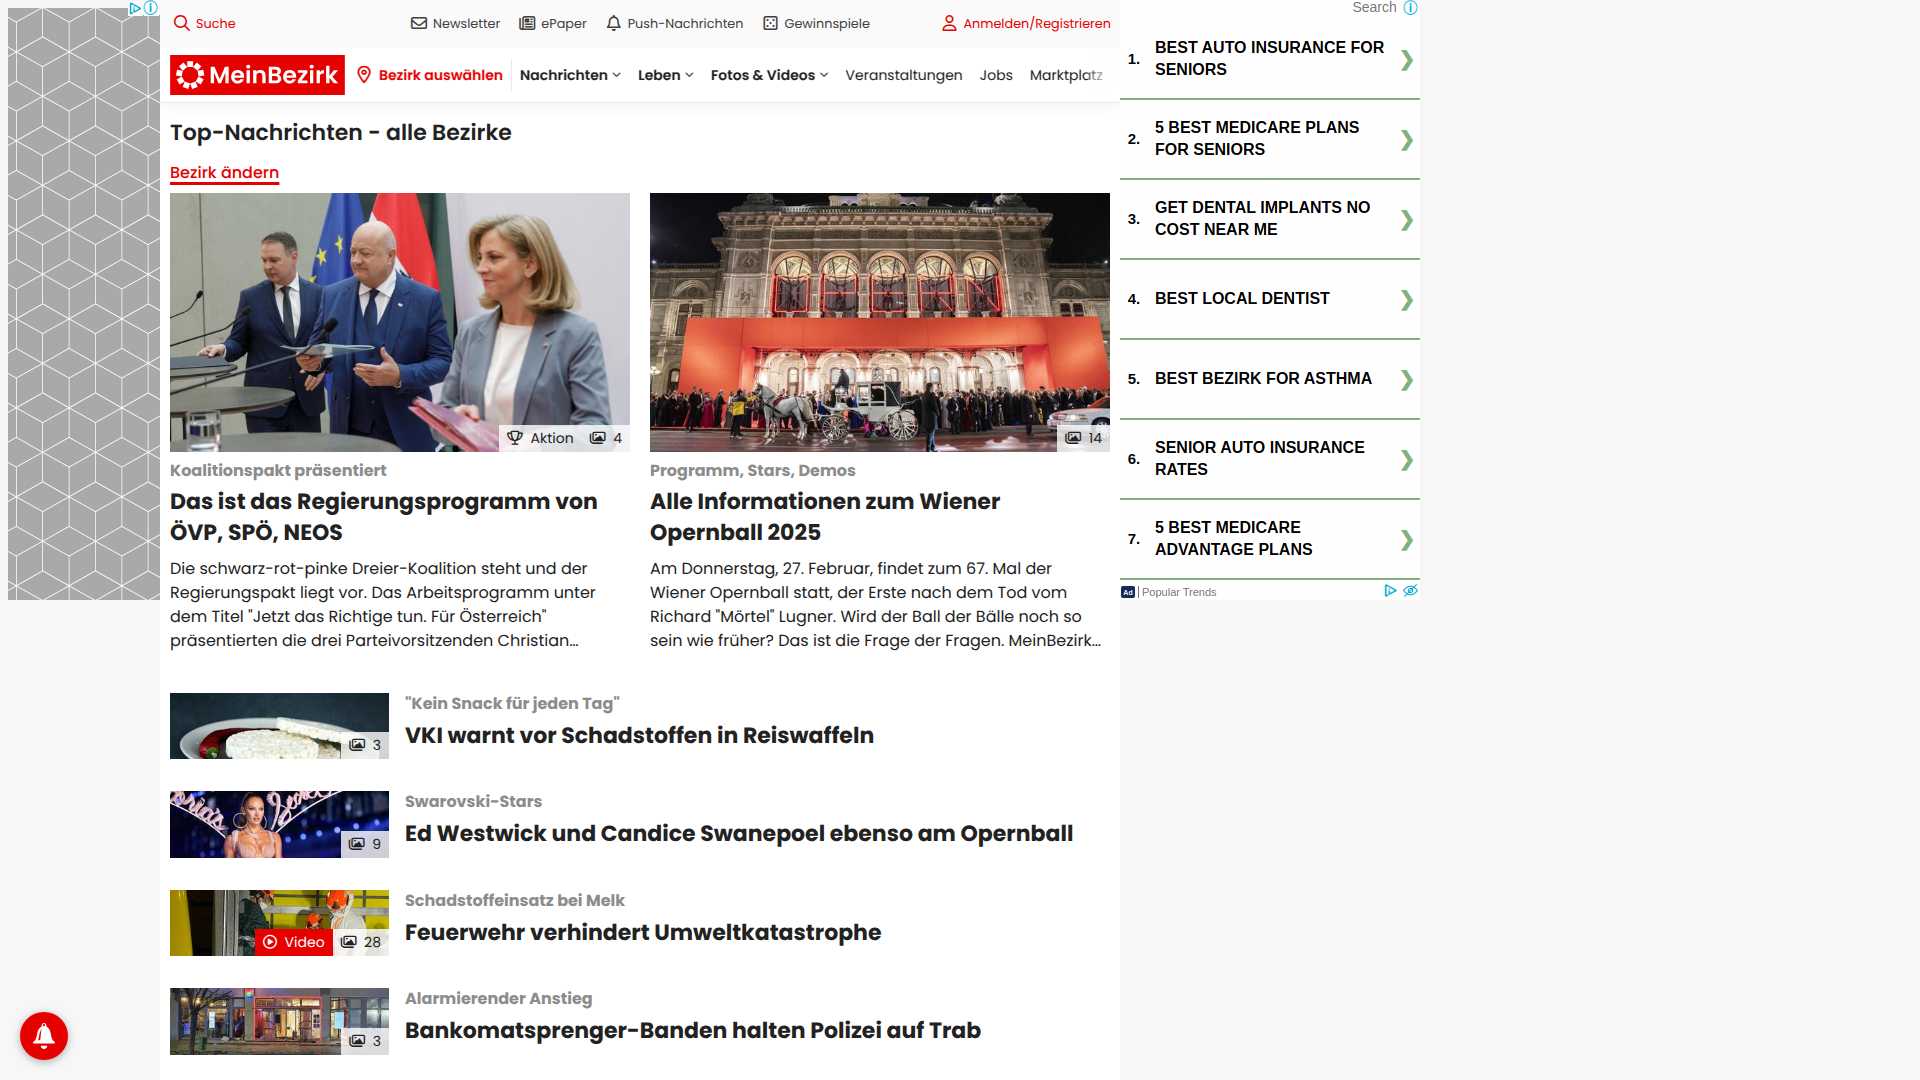 Suche
Newsletter
ePaper
Push-Nachrichten
Gewinnspiele
Anmelden/Registrieren
MeinBezirk
Bezirk auswählen
Nachrichten
Leben
Fotos & Videos
Veranstaltungen
Jobs
Marktplatz
Top-Nachrichten - alle Bezirke
Bezirk ändern
Aktion
4
Koalitionspakt präsentiert
Das ist das Regierungsprogramm von
ÖVP, SPÖ, NEOS
Die schwarz-rot-pinke Dreier-Koalition steht und der
Regierungspakt liegt vor. Das Arbeitsprogramm unter
dem Titel "Jetzt das Richtige tun. Für Österreich"
präsentierten die drei Parteivorsitzenden Christian...
14
Programm, Stars, Demos
Alle Informationen zum Wiener
Opernball 2025
Am Donnerstag, 27. Februar, findet zum 67. Mal der
Wiener Opernball statt, der Erste nach dem Tod vom
Richard "Mörtel" Lugner. Wird der Ball der Bälle noch so
sein wie früher? Das ist die Frage der Fragen. MeinBezirk...
3
"Kein Snack für jeden Tag"
VKI warnt vor Schadstoffen in Reiswaffeln
9
Swarovski-Stars
Ed Westwick und Candice Swanepoel ebenso am Opernball
Video
28
Schadstoffeinsatz bei Melk
Feuerwehr verhindert Umweltkatastrophe
3
Alarmierender Anstieg
Bankomatsprenger-Banden halten Polizei auf Trab
Search
1. BEST AUTO INSURANCE FOR
SENIORS
2. 5 BEST MEDICARE PLANS
FOR SENIORS
3. GET DENTAL IMPLANTS NO
COST NEAR ME
4. BEST LOCAL DENTIST
5. BEST BEZIRK FOR ASTHMA
6. SENIOR AUTO INSURANCE
RATES
7. 5 BEST MEDICARE
ADVANTAGE PLANS
Ad | Popular Trends